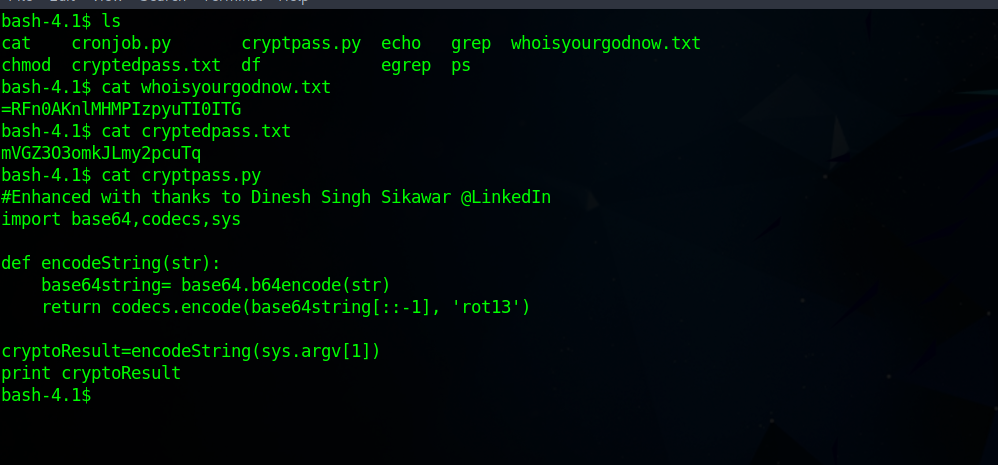 bash-4.1$ ls
cat    cronjob.py       cryptpass.py  echo   grep  whoisyourgodnow.txt
chmod  cryptedpass.txt  df            egrep  ps
bash-4.1$ cat whoisyourgodnow.txt
=RFn0AKnlMHMPIzpyuTI0ITG
bash-4.1$ cat cryptedpass.txt
mVGZ3O3omkJLmy2pcuTq
bash-4.1$ cat cryptpass.py
#Enhanced with thanks to Dinesh Singh Sikawar @LinkedIn
import base64,codecs,sys

def encodeString(str):
    base64string= base64.b64encode(str)
    return codecs.encode(base64string[::-1], 'rot13')

cryptoResult=encodeString(sys.argv[1])
print cryptoResult
bash-4.1$